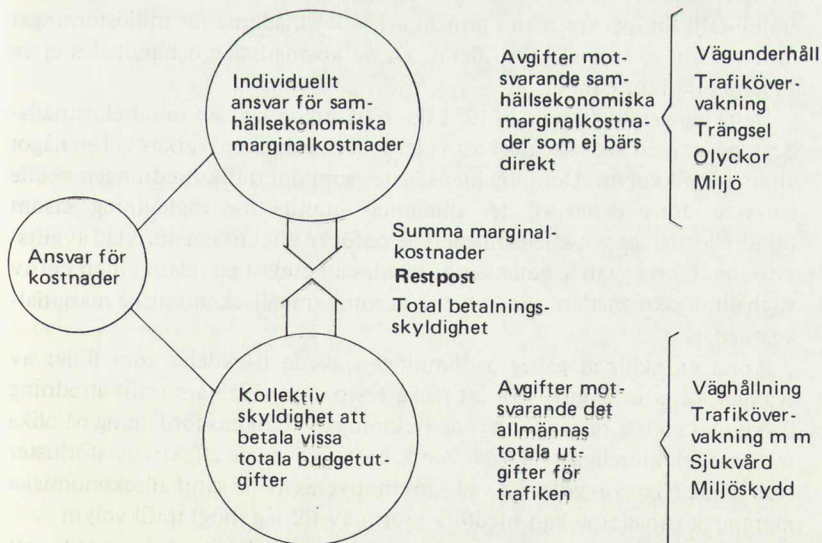 Individuellt
ansvar för sam-
hällsekonomiska
marginalkostnader
Avgifter mot-
svarande sam-
hällsekonomiska
marginalkostna-
der som ej bärs
direkt
Vägunderhåll
Trafiköver-
vakning
Trängsel
Olyckor
Miljö
Ansvar för
kostnader
Summa marginal-
kostnader
Restpost
Total betalnings-
skyldighet
Kollektiv
skyldighet att
betala vissa
totala budgetut-
gifter
Avgifter mot-
svarande det
allmännas
totala ut-
gifter för
trafiken
Väghållning
Trafiköver-
vakning m m
Sjukvård
Miljöskydd